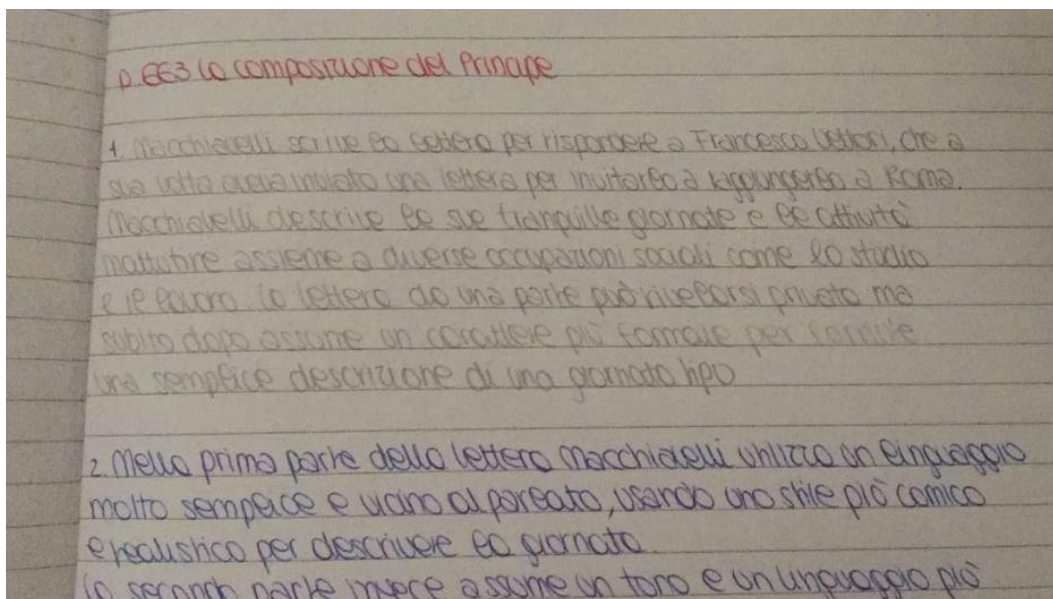 p. 663 la composizione del Principe
1. Macchiavelli scrive la lettera per rispondere a Francesco Vettori, che a
sua volta aveva inviato una lettera per invitarlo a raggiungerlo a Roma.
Macchiavelli descrive le sue tranquille giornate e le attività
mattutine assieme a diverse occupazioni sociali come lo studio
e il lavoro. la lettera da una parte può rivelarsi privata ma
subito dopo assume un carattere più formale per fornire
una semplice descrizione di una giornata tipo
2. Nella prima parte della lettera Macchiavelli utilizza un linguaggio
molto semplice e vicino al parlato, usando uno stile più comico
e realistico per descrivere la giornata.
la seconda parte invece assume un tono e un linguaggio più